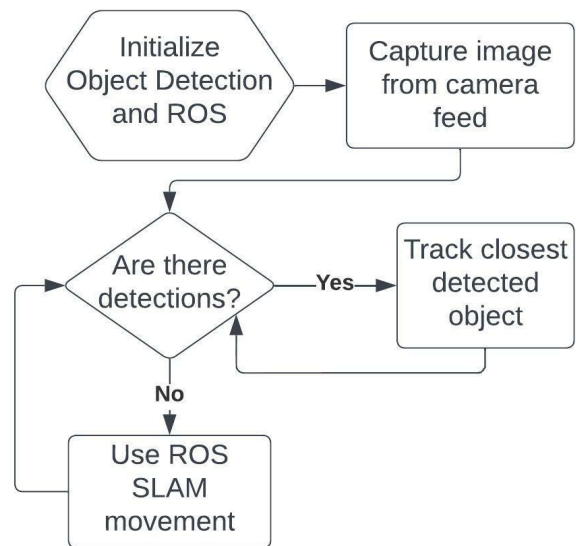 Initialize
Object Detection
and ROS
Capture image
from camera
feed
Are there
detections?
Yes
Track closest
detected
object
No
Use ROS
SLAM
movement